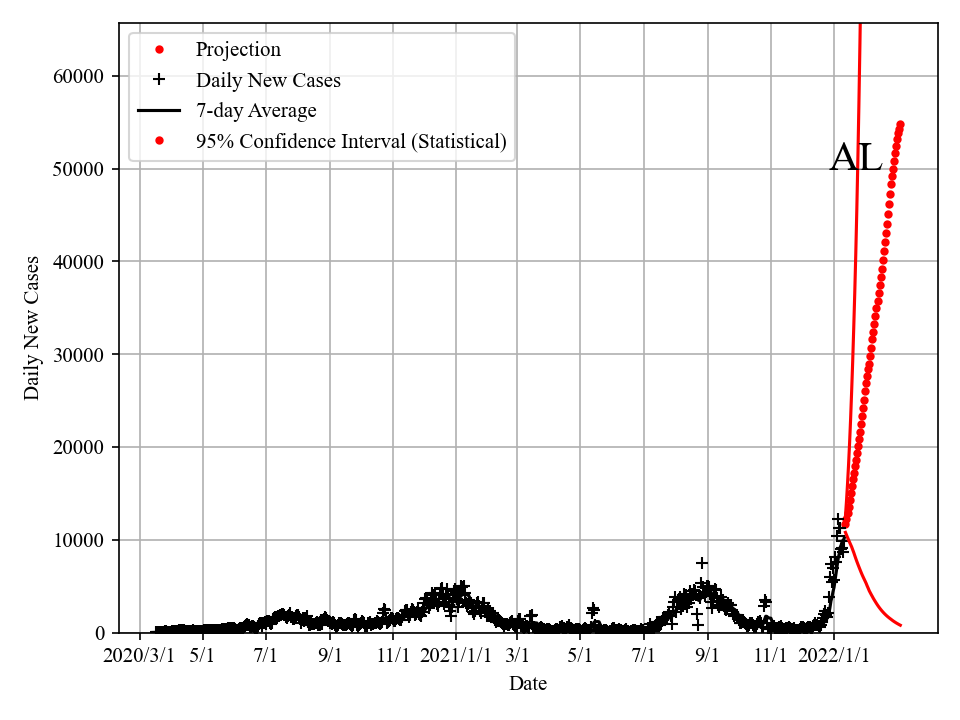 Projection
Daily New Cases
7-day Average
95% Confidence Interval (Statistical)
AL
60000
50000
40000
30000
20000
10000
0
Daily New Cases
2020/3/1 5/1 7/1 9/1 11/1 2021/1/1 3/1 5/1 7/1 9/1 11/1 2022/1/1
Date